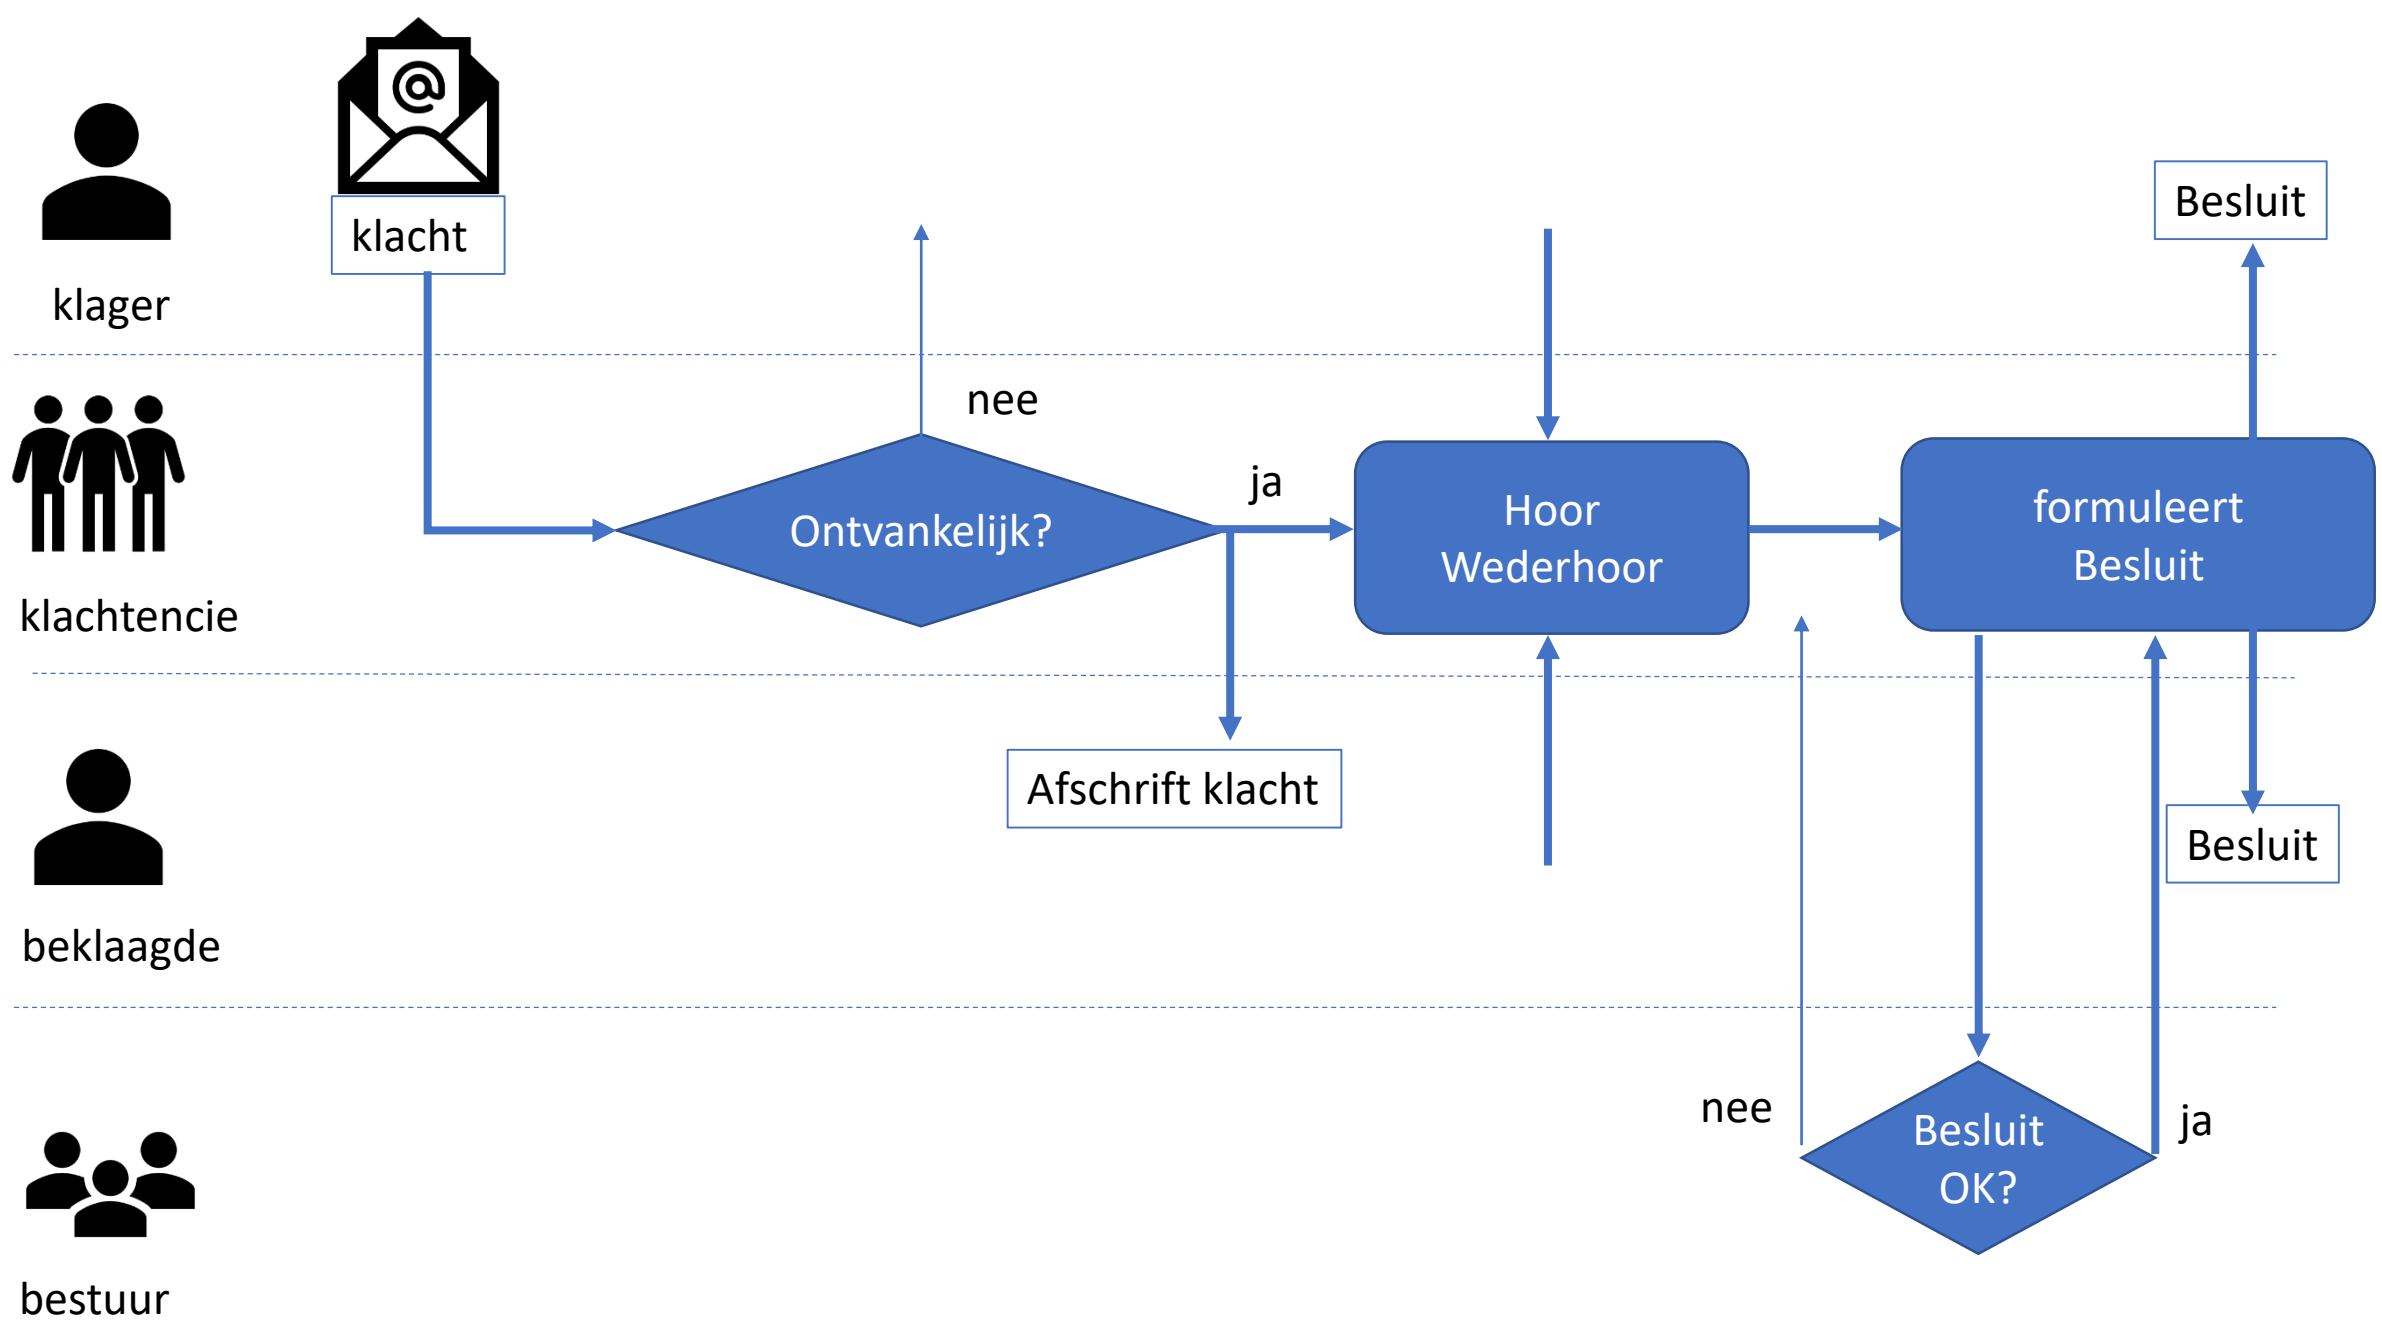 klacht
Besluit
klager
nee
ja
Ontvankelijk?
Hoor
Wederhoor
formuleert
Besluit
klachtencie
Afschrift klacht
Besluit
beklaagde
nee
Besluit
OK?
ja
bestuur